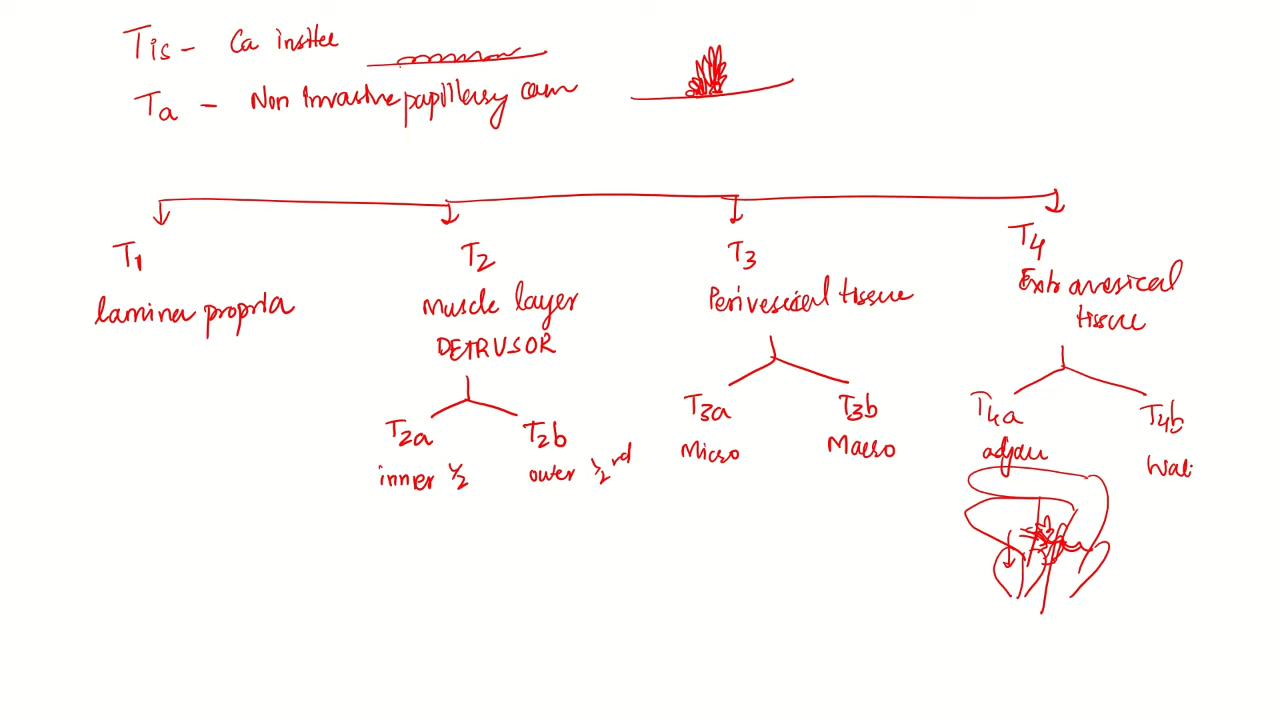 Tis - Ca insitu
Ta - Non Invasive papillary
T1
T2
T3
T4
lamina propria
Muscle layer
DETRUSOR
Perivesical tissue
Extravesical
tissue
T2a
T2b
inner 1/2
outer 1/2 rd
T3a
T3b
Micro
Macro
T4a
T4b